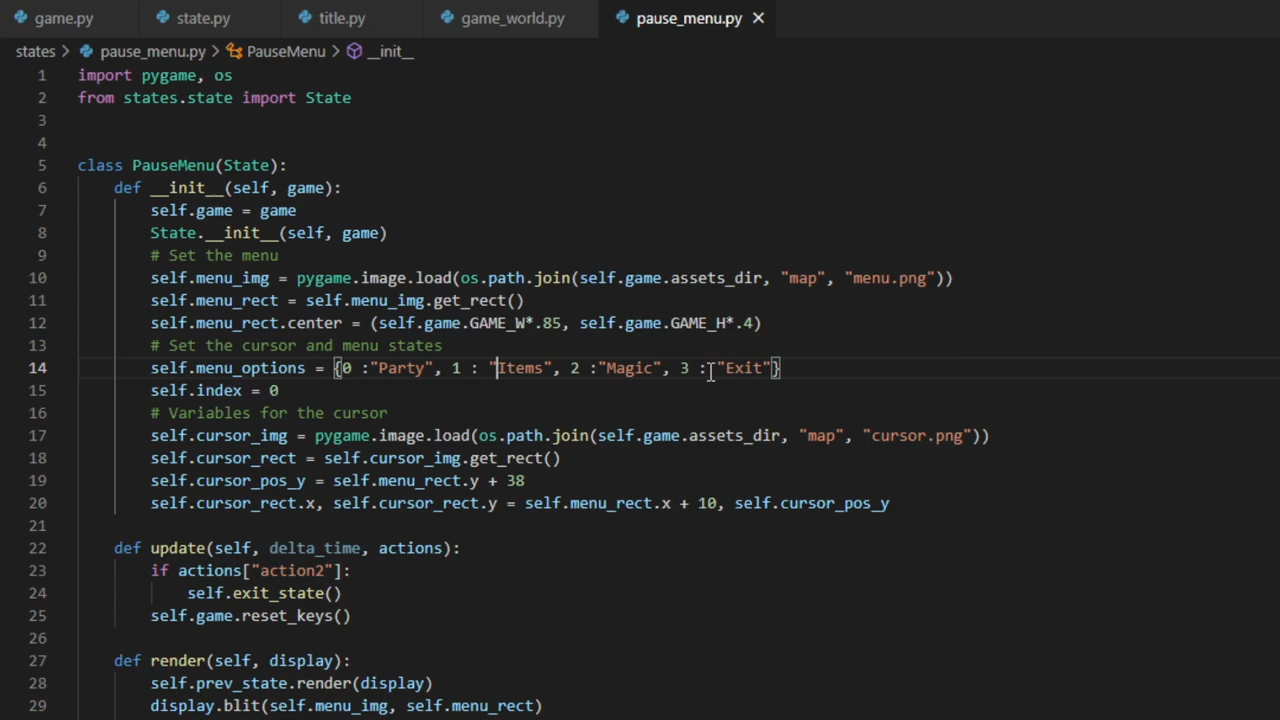 game.py state.py title.py game_world.py pause_menu.py ✕
states > pause_menu.py > PauseMenu > __init__
1 import pygame, os
2 from states.state import State
3
4
5 class PauseMenu(State):
6 def __init__(self, game):
7 self.game = game
8 State.__init__(self, game)
9 # Set the menu
10 self.menu_img = pygame.image.load(os.path.join(self.game.assets_dir, "map", "menu.png"))
11 self.menu_rect = self.menu_img.get_rect()
12 self.menu_rect.center = (self.game.GAME_W*.85, self.game.GAME_H*.4)
13 # Set the cursor and menu states
14 self.menu_options = {0 :"Party", 1 : "Items", 2 :"Magic", 3 : "Exit"}
15 self.index = 0
16 # Variables for the cursor
17 self.cursor_img = pygame.image.load(os.path.join(self.game.assets_dir, "map", "cursor.png"))
18 self.cursor_rect = self.cursor_img.get_rect()
19 self.cursor_pos_y = self.menu_rect.y + 38
20 self.cursor_rect.x, self.cursor_rect.y = self.menu_rect.x + 10, self.cursor_pos_y
21
22 def update(self, delta_time, actions):
23 if actions["action2"]:
24 self.exit_state()
25 self.game.reset_keys()
26
27 def render(self, display):
28 self.prev_state.render(display)
29 display.blit(self.menu_img, self.menu_rect)